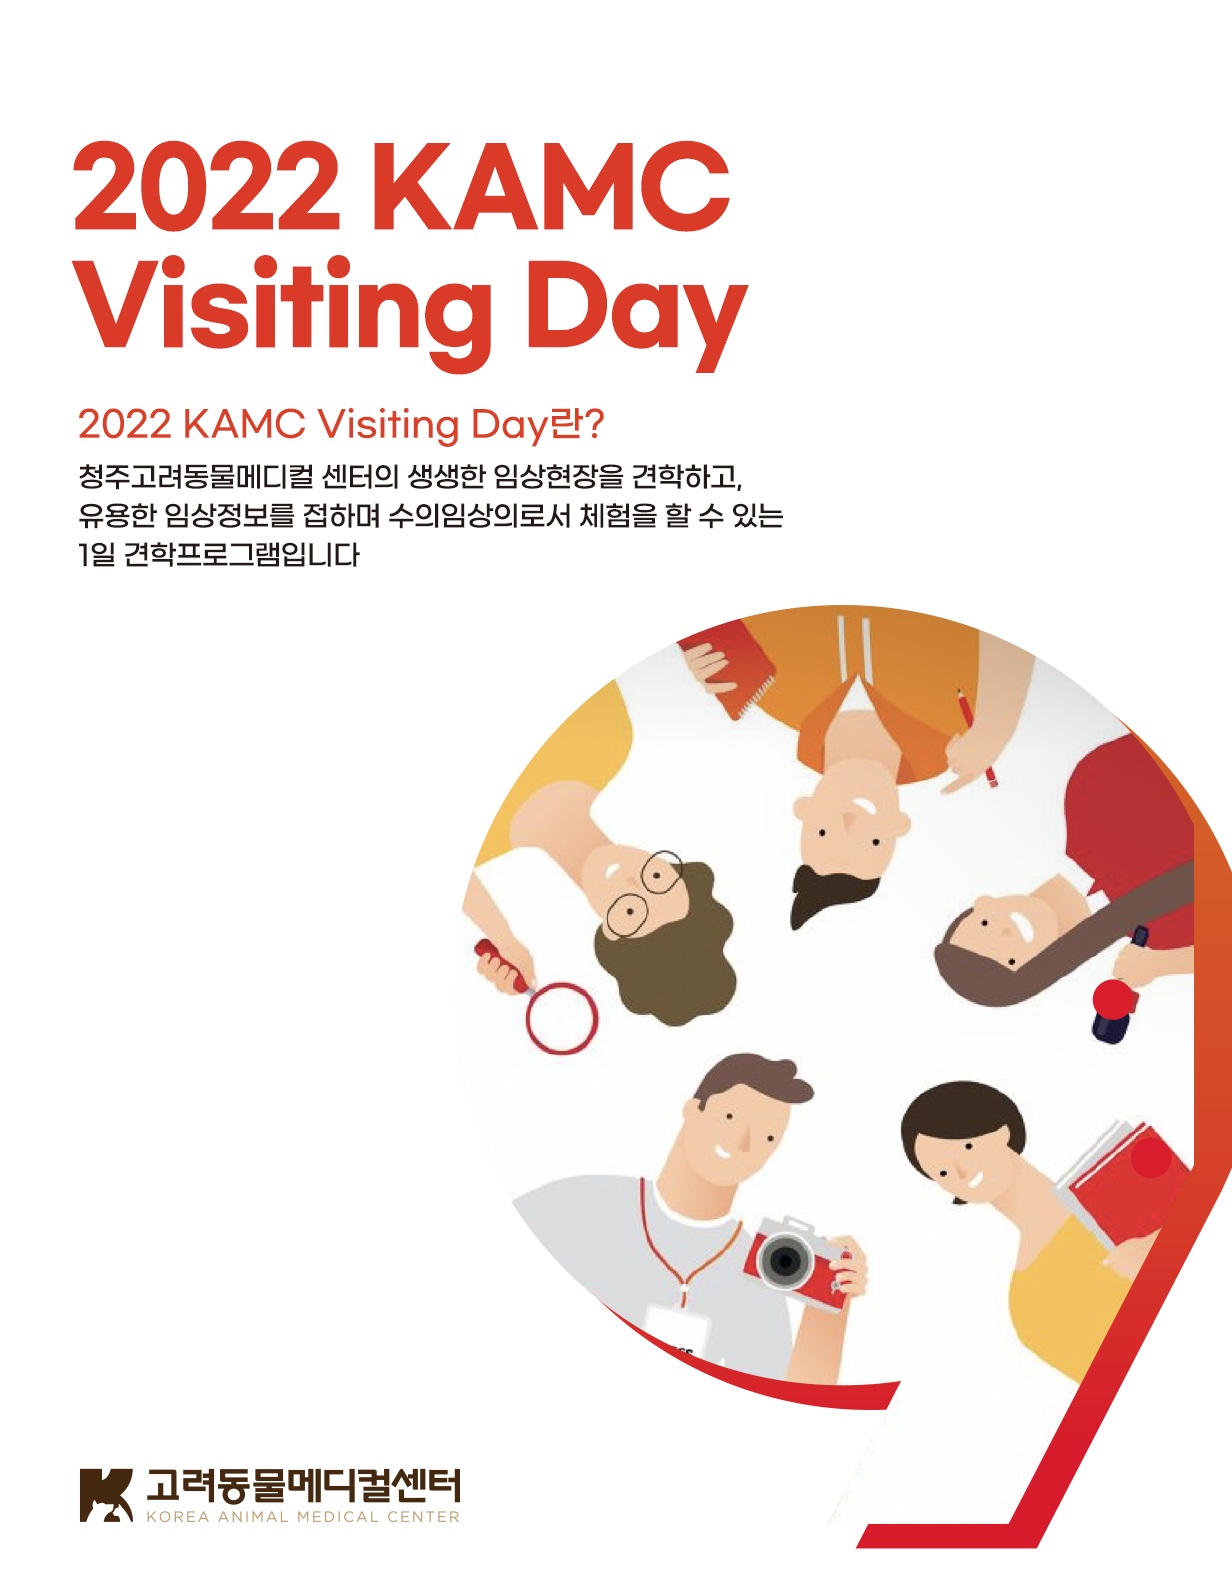 2022 KAMC
Visiting Day
2022 KAMC Visiting Day란?
청주고려동물메디컬 센터의 생생한 임상현장을 견학하고,
유용한 임상정보를 접하며 수의임상의로서 체험을 할 수 있는
1일 견학프로그램입니다
고려동물메디컬센터
KOREA ANIMAL MEDICAL CENTER